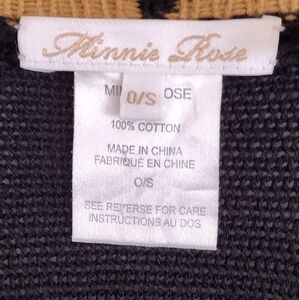 Minnie Rose
O/S
MI OSE
100% COTTON
MADE IN CHINA
FABRIQUÉ EN CHINE
O/S
SEE REVERSE FOR CARE
INSTRUCTIONS AU DOS